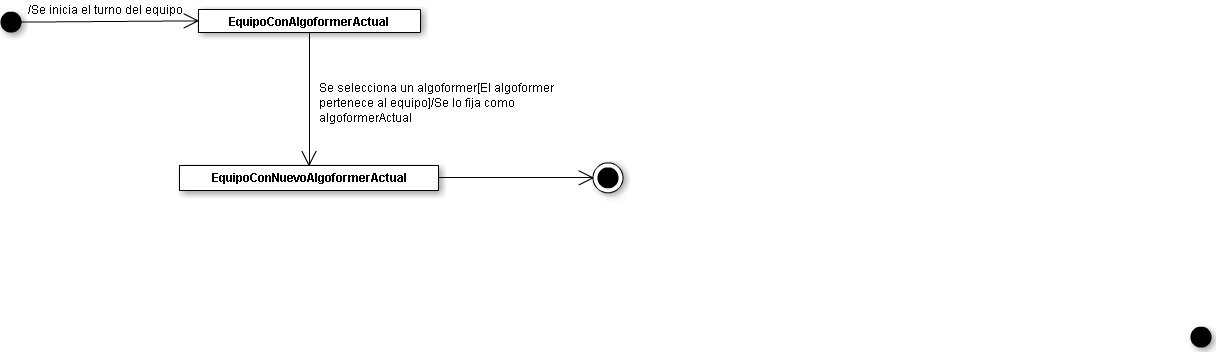 /Se inicia el turno del equipo
EquipoConAlgoformerActual
Se selecciona un algoformer[El algoformer
pertenece al equipo]/Se lo fija como
algoformerActual
EquipoConNuevoAlgoformerActual